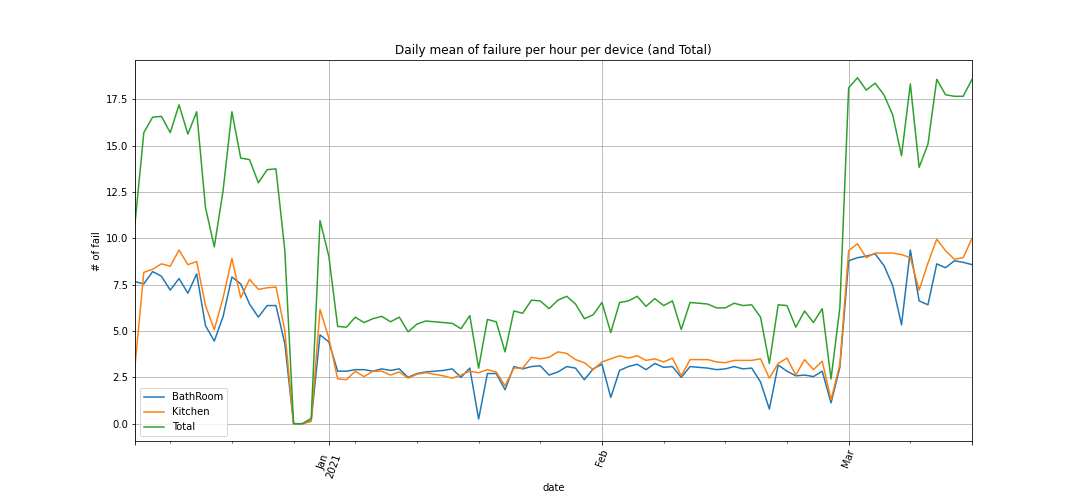 Daily mean of failure per hour per device (and Total)
# of fail
17.5
15.0
12.5
10.0
7.5
5.0
2.5
0.0
BathRoom
Kitchen
Total
Jan
2021
Feb
Mar
date